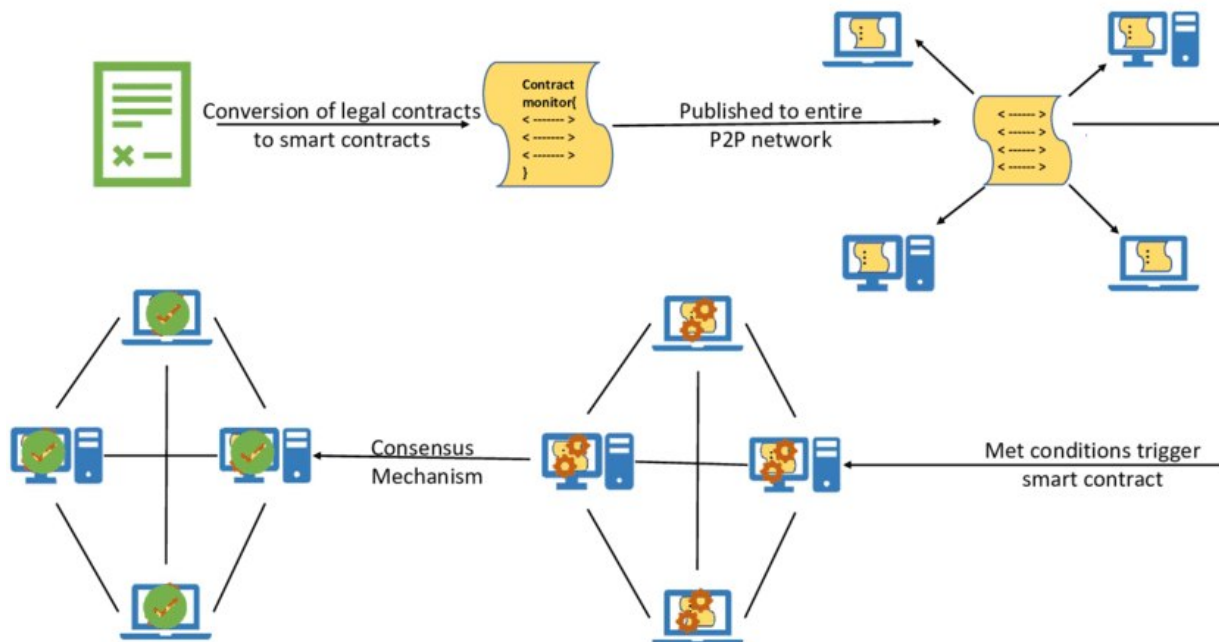 Conversion of legal contracts
to smart contracts
Contract
monitor{
< ------- >
< ------- >
< ------- >
}
Published to entire
P2P network
< ------ >
< ------ >
< ------ >
< ------ >
Consensus
Mechanism
Met conditions trigger
smart contract